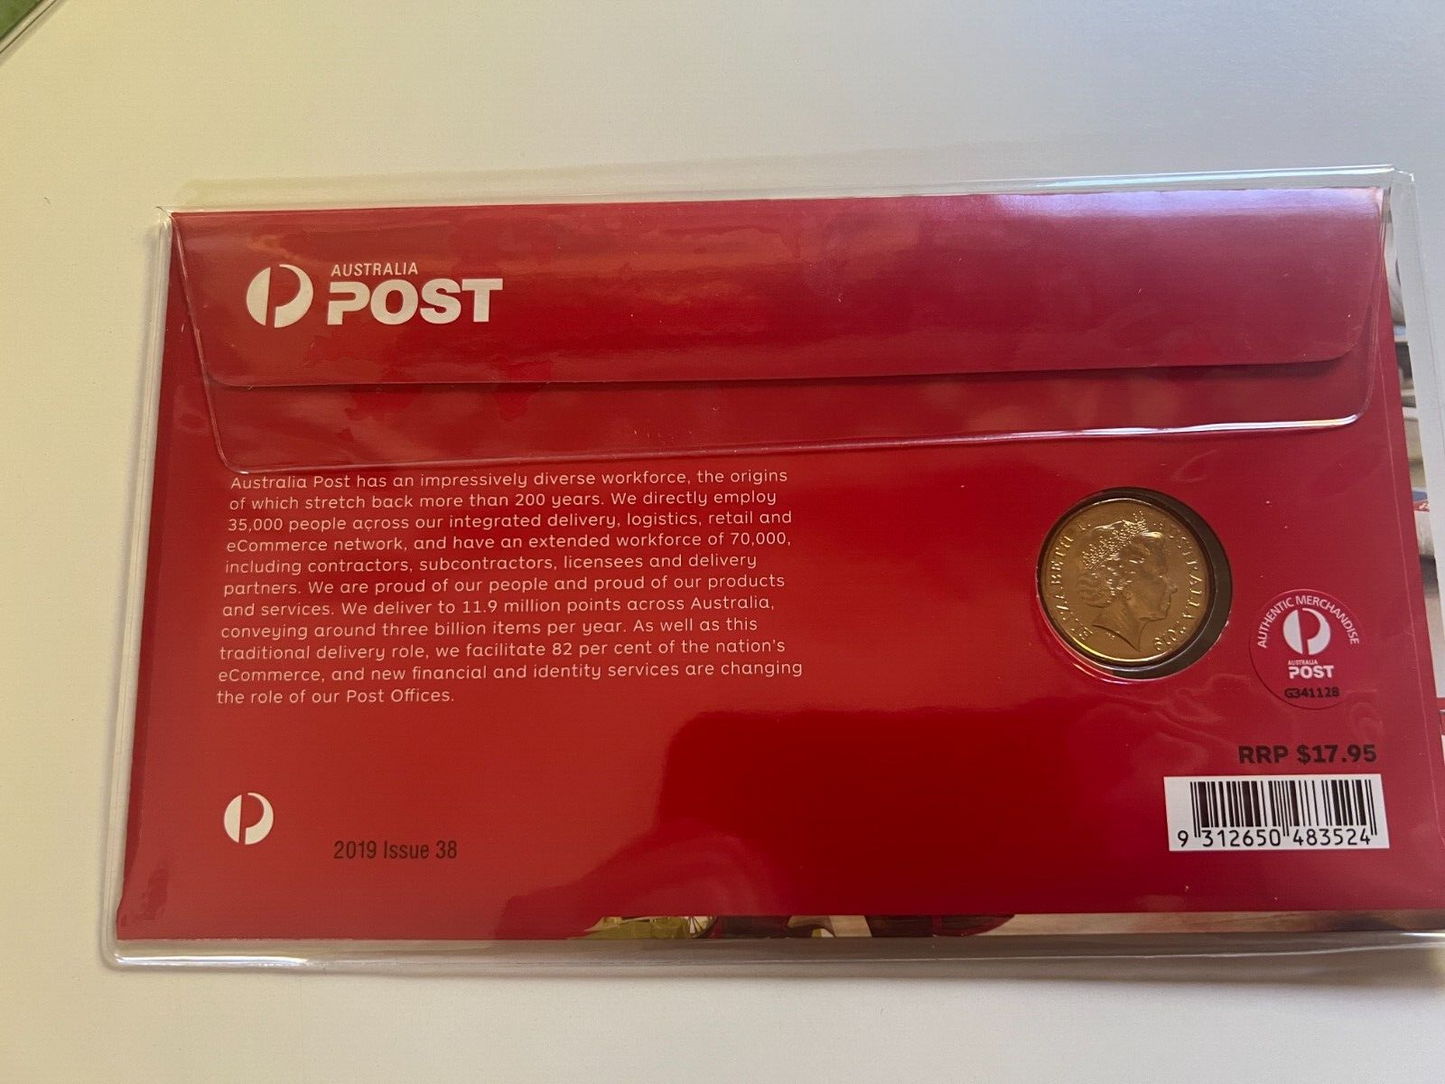 AUSTRALIA
POST
Australia Post has an impressively diverse workforce, the origins
of which stretch back more than 200 years. We directly employ
35,000 people across our integrated delivery, logistics, retail and
eCommerce network, and have an extended workforce of 70,000,
including contractors, subcontractors, licensees and delivery
partners. We are proud of our people and proud of our products
and services. We deliver to 11.9 million points across Australia,
conveying around three billion items per year. As well as this
traditional delivery role, we facilitate 82 per cent of the nation's
eCommerce, and new financial and identity services are changing
the role of our Post Offices.
ELIZABETH II AUSTRALIA 2019
AUTHENTIC MERCHANDISE
AUSTRALIA
POST
G341128
RRP $17.95
9 312650 483524
2019 Issue 38